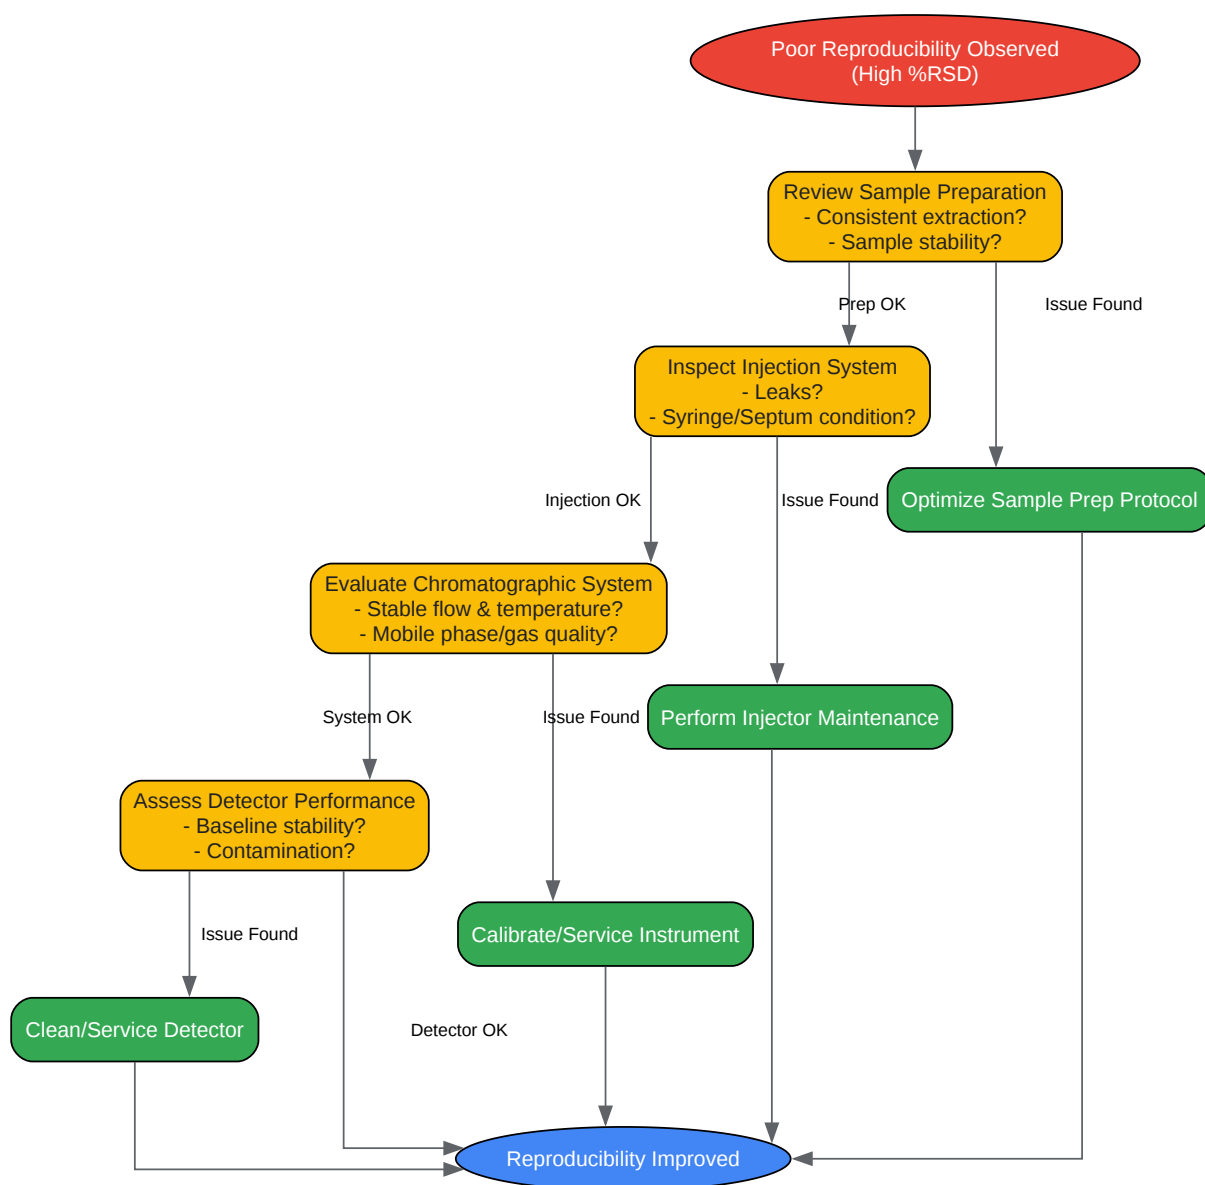 Poor Reproducibility Observed
(High %RSD)
Review Sample Preparation
- Consistent extraction?
- Sample stability?
Prep OK
Issue Found
Inspect Injection System
- Leaks?
- Syringe/Septum condition?
Injection OK
Issue Found
Optimize Sample Prep Protocol
Evaluate Chromatographic System
- Stable flow & temperature?
- Mobile phase/gas quality?
System OK
Issue Found
Perform Injector Maintenance
Assess Detector Performance
- Baseline stability?
- Contamination?
Issue Found
Calibrate/Service Instrument
Clean/Service Detector
Detector OK
Reproducibility Improved